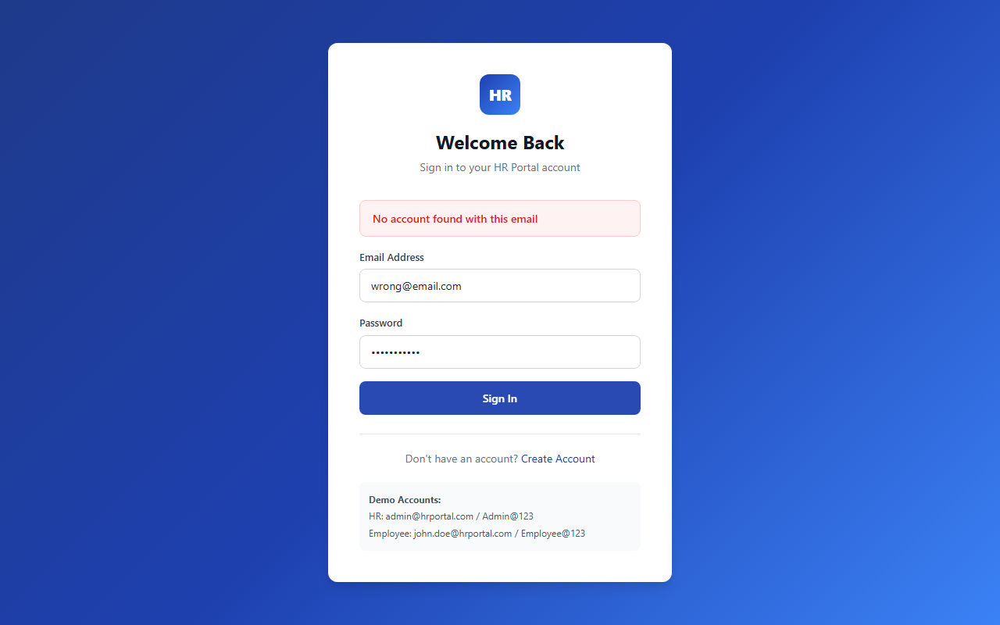 HR
Welcome Back
Sign in to your HR Portal account
No account found with this email
Email Address
wrong@email.com
Password
•••••••••••
Sign In
Don't have an account? Create Account
Demo Accounts:
HR: admin@hrportal.com / Admin@123
Employee: john.doe@hrportal.com / Employee@123